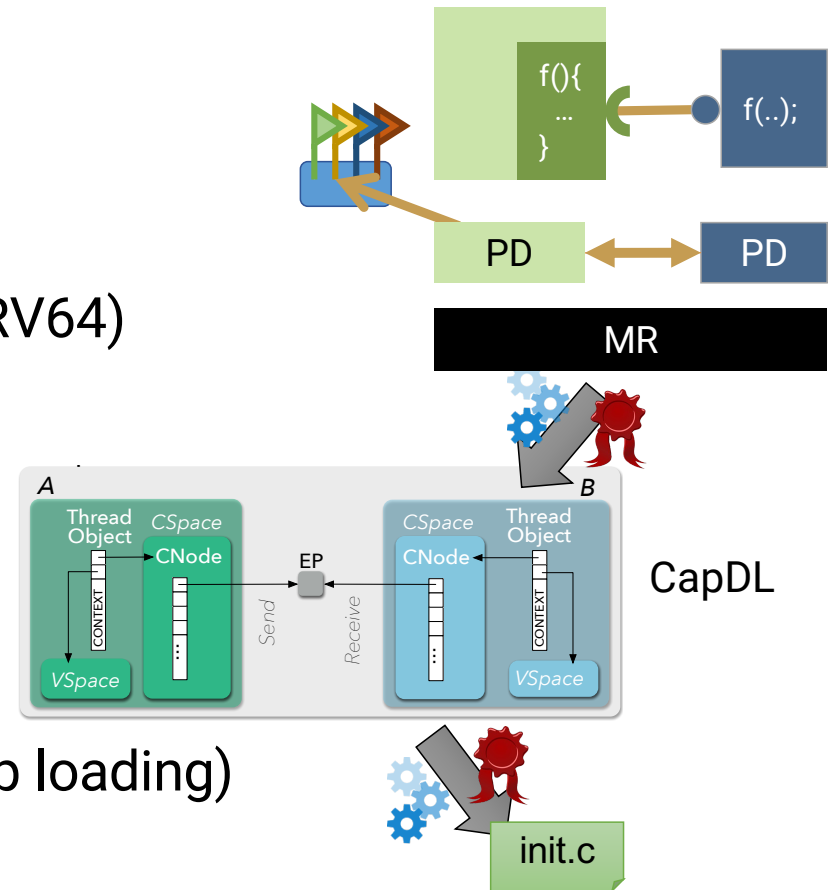 f(){
...
}
f(..);
PD
PD
RV64)
MR
A
B
Thread
Object
CSpace
CNode
EP
CSpace
CNode
Thread
Object
CONTEXT
Send
Receive
CONTEXT
...
...
VSpace
VSpace
CapDL
loading)
init.c